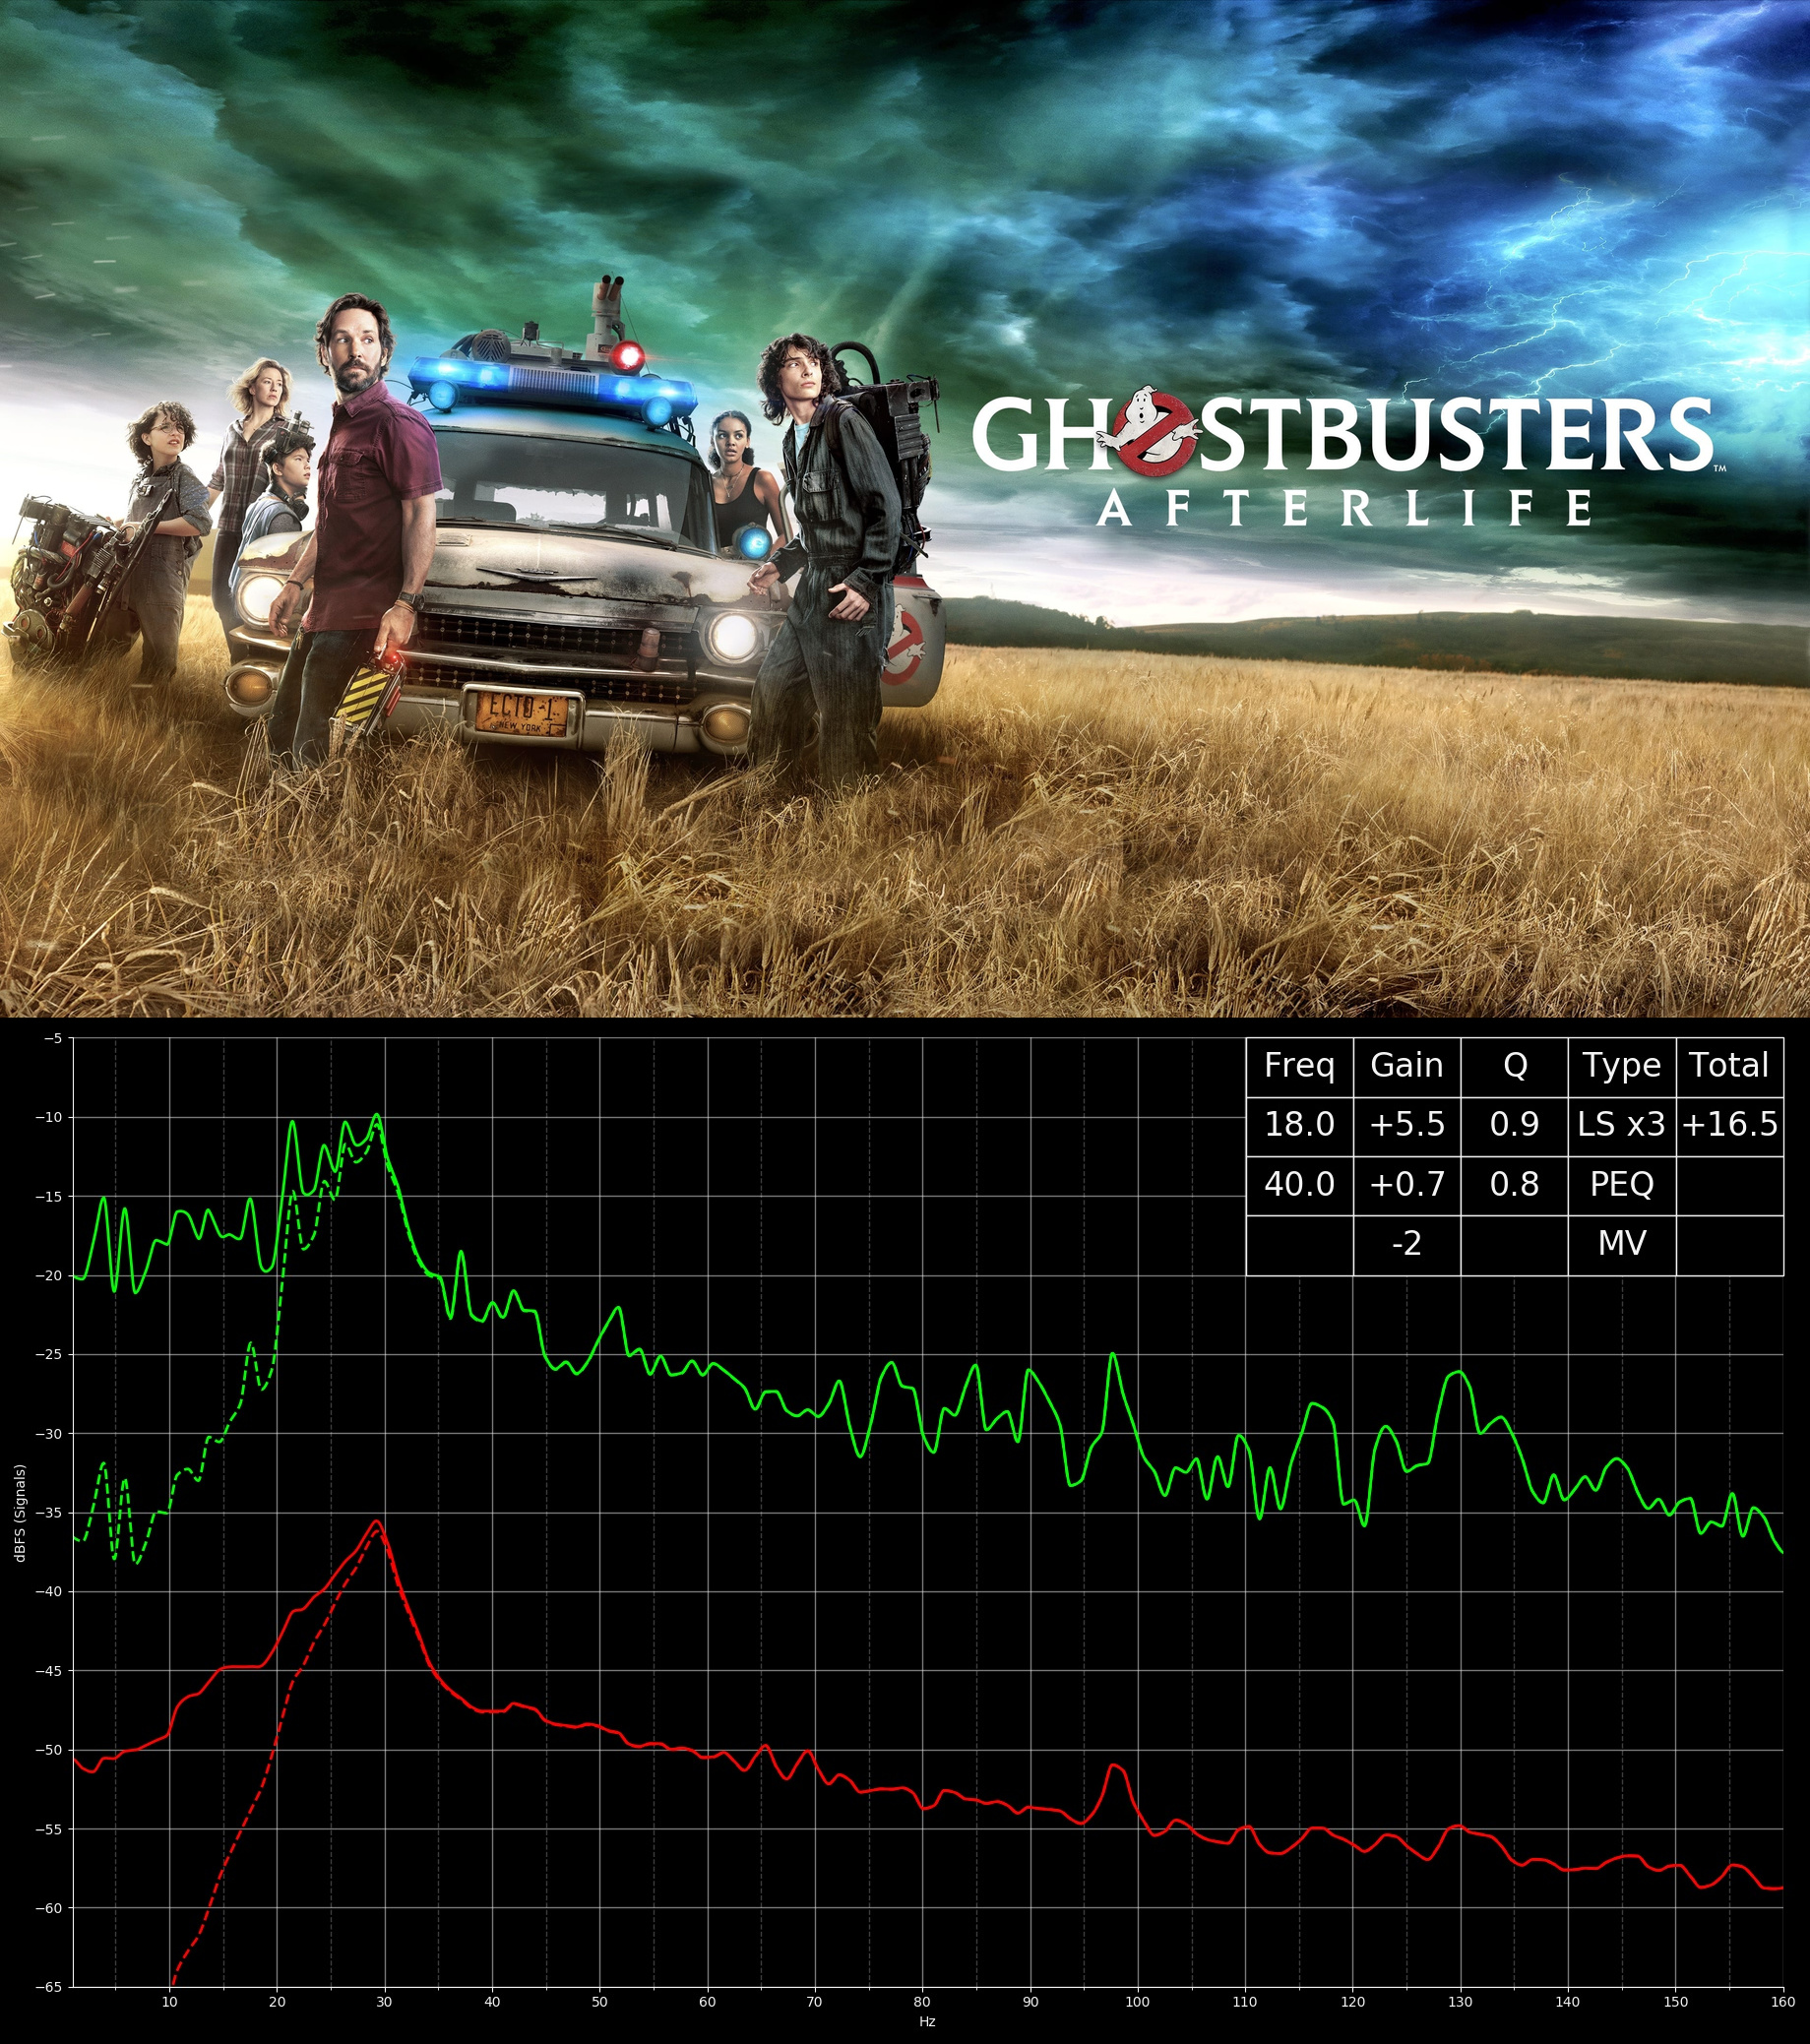 GHOSTBUSTERS™
AFTERLIFE
ECTO-1
NEW YORK
Freq Gain Q Type Total
18.0 +5.5 0.9 LS x3 +16.5
40.0 +0.7 0.8 PEQ
-2 MV
−5
−10
−15
−20
−25
−30
−35
−40
−45
−50
−55
−60
−65
dBFS (Signals)
10 20 30 40 50 60 70 80 90 100 110 120 130 140 150 160
Hz